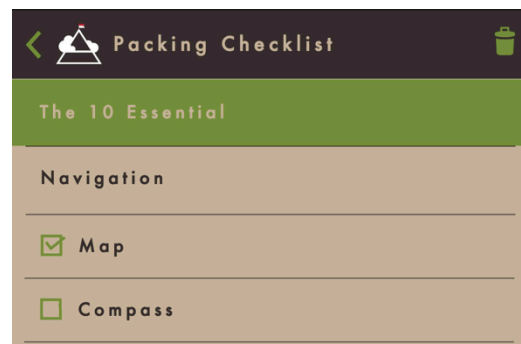 Packing Checklist
The 10 Essential
Navigation
Map
Compass